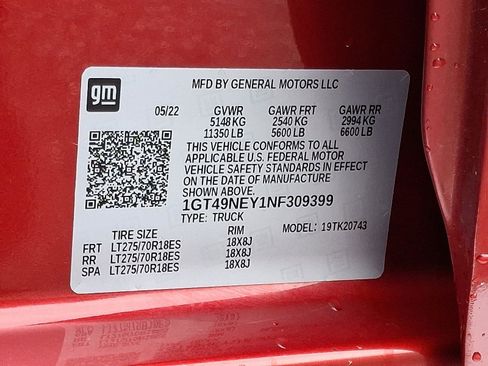 gm
MFD BY GENERAL MOTORS LLC
05/22 GVWR GAWR FRT GAWR RR
5148 KG 2540 KG 2994 KG
11350 LB 5600 LB 6600 LB
THIS VEHICLE CONFORMS TO ALL
APPLICABLE U.S. FEDERAL MOTOR
VEHICLE SAFETY STANDARDS IN EFFECT
ON THE DATE OF MANUFACTURE
SHOWN ABOVE.
1GT49NEY1NF309399
TYPE: TRUCK MODEL: 19TK20743
TIRE SIZE RIM
FRT LT275/70R18ES 18X8J
RR LT275/70R18ES 18X8J
SPA LT275/70R18ES 18X8J